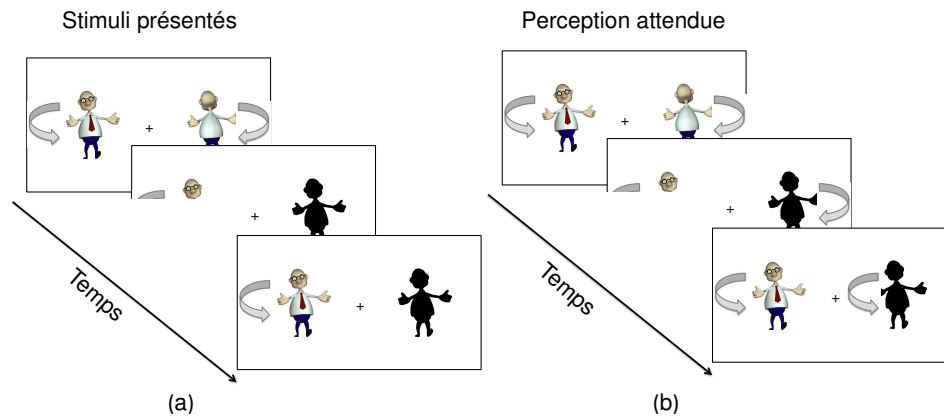 Stimuli présentés
Perception attendue
+
+
+
+
+
+
Temps
Temps
(a)
(b)